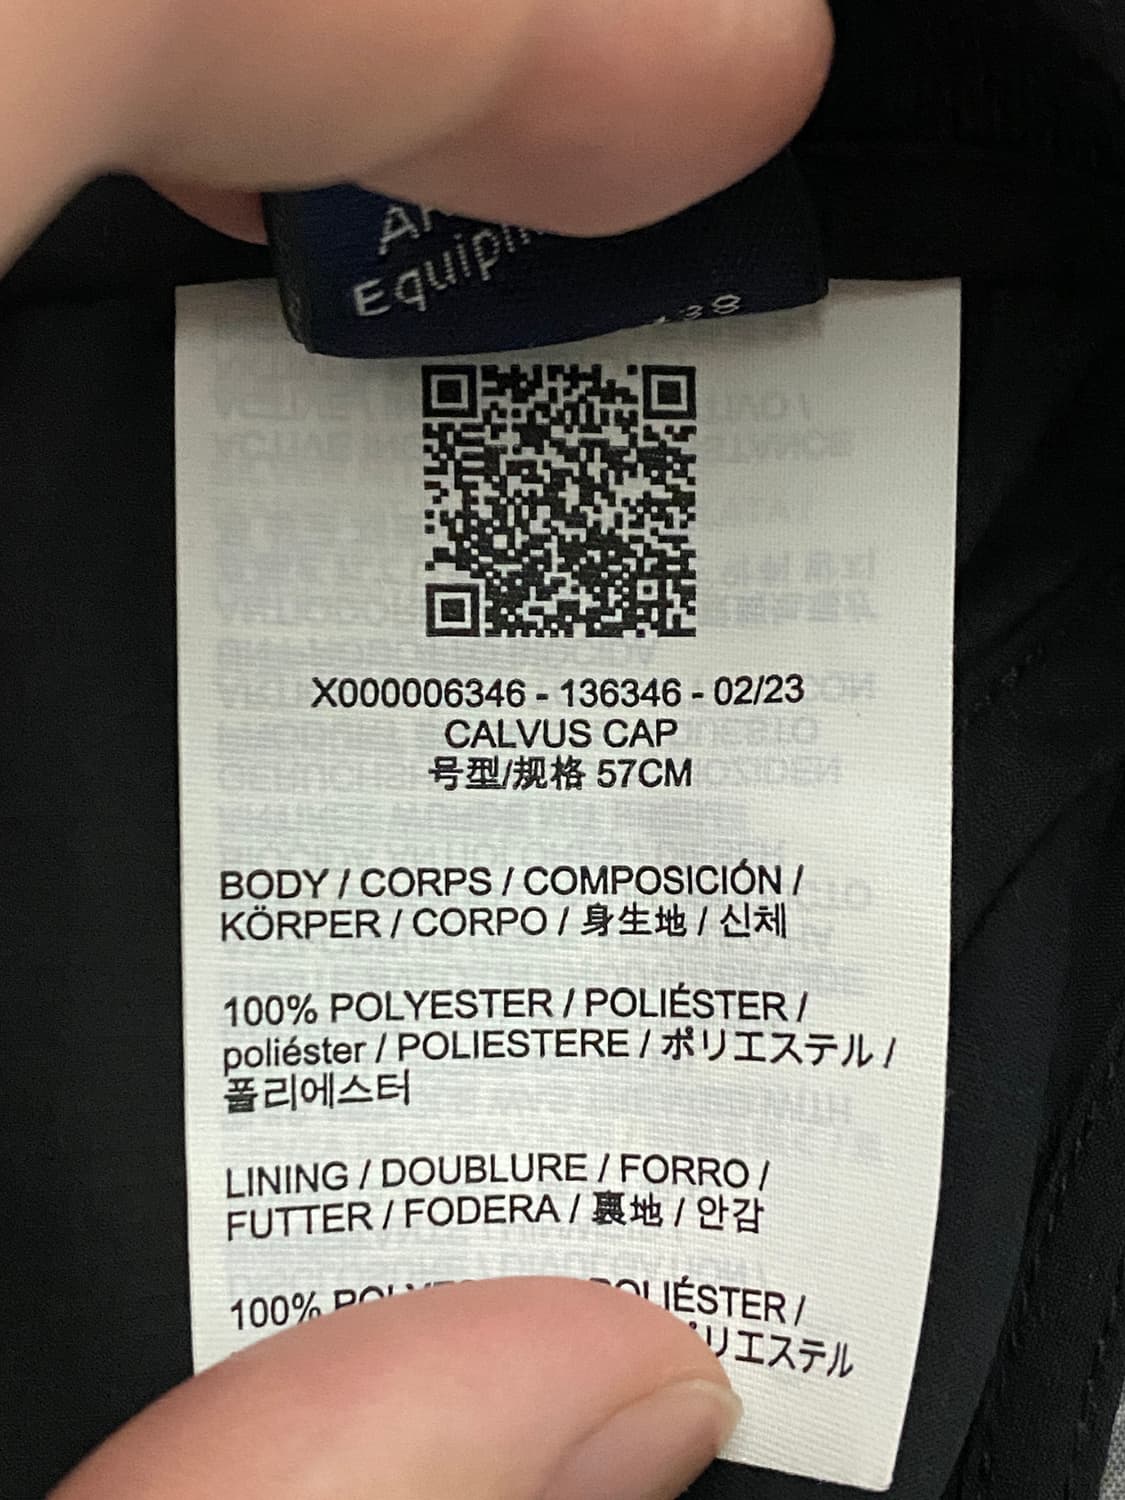 Equipm
38
X000006346 - 136346 - 02/23
CALVUS CAP
号型/规格 57CM
BODY / CORPS / COMPOSICIÓN /
KÖRPER / CORPO / 身生地 / 신체
100% POLYESTER / POLIÉSTER /
poliéster / POLIESTERE / ポリエステル /
폴리에스터
LINING / DOUBLURE / FORRO /
FUTTER / FODERA / 裏地 / 안감
100% POLIÉSTER /
リエステル